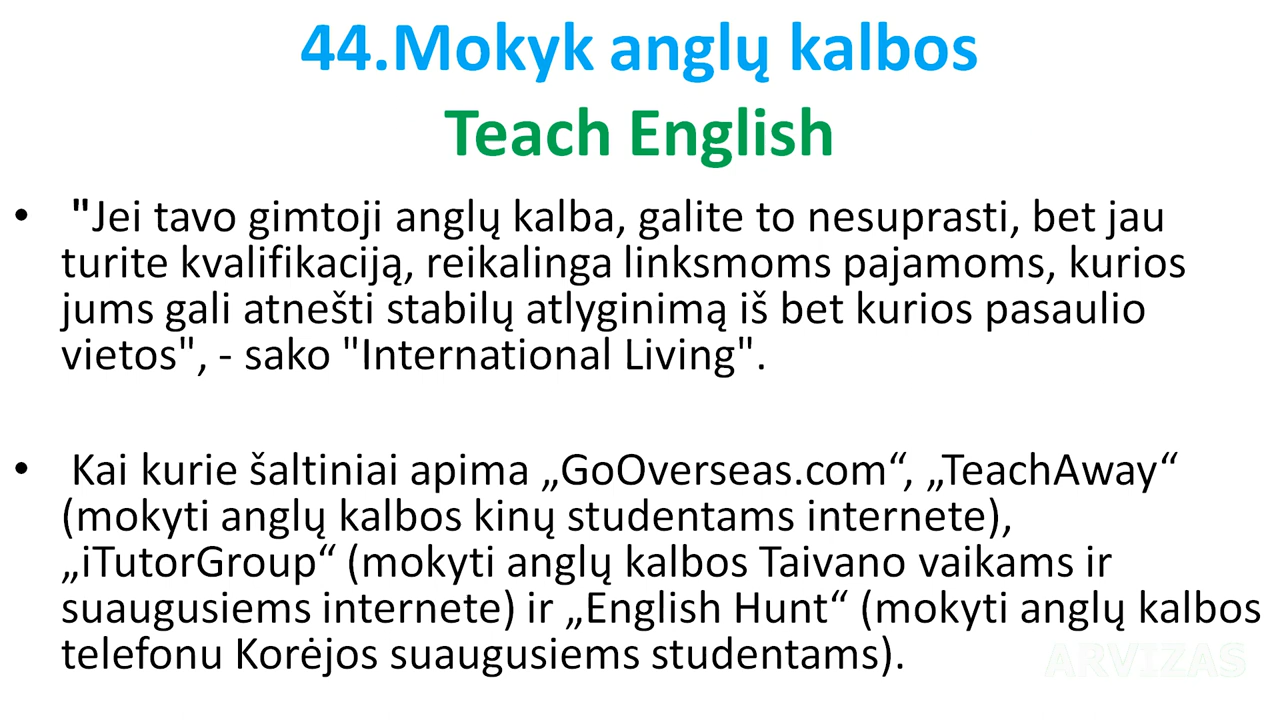 44.Mokyk anglų kalbos
Teach English
• "Jei tavo gimtoji anglų kalba, galite to nesuprasti, bet jau
turite kvalifikaciją, reikalinga linksmoms pajamoms, kurios
jums gali atnešti stabilų atlyginimą iš bet kurios pasaulio
vietos", - sako "International Living".
• Kai kurie šaltiniai apima „GoOverseas.com“, „TeachAway“
(mokyti anglų kalbos kinų studentams internete),
„iTutorGroup“ (mokyti anglų kalbos Taivano vaikams ir
suaugusiems internete) ir „English Hunt“ (mokyti anglų kalbos
telefonu Korėjos suaugusiems studentams).
ARVIZAS